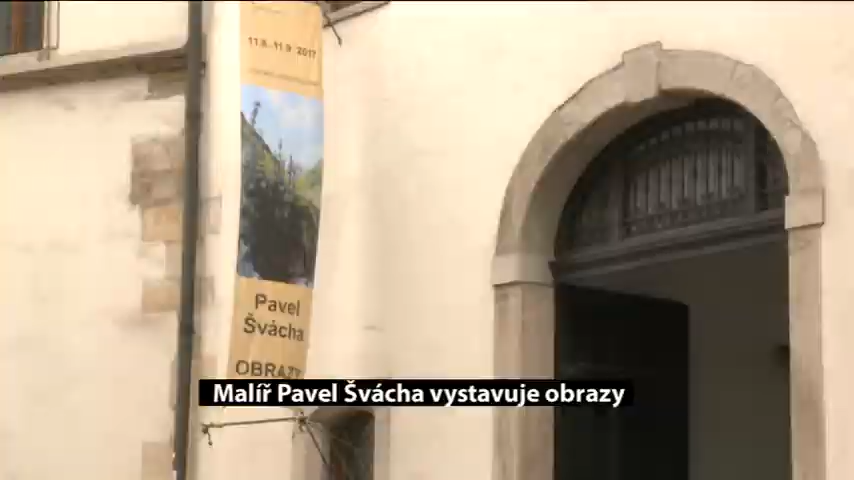 11.8.-11.9. 2017
Pavel
Švácha
OBRAZY
Malíř Pavel Švácha vystavuje obrazy